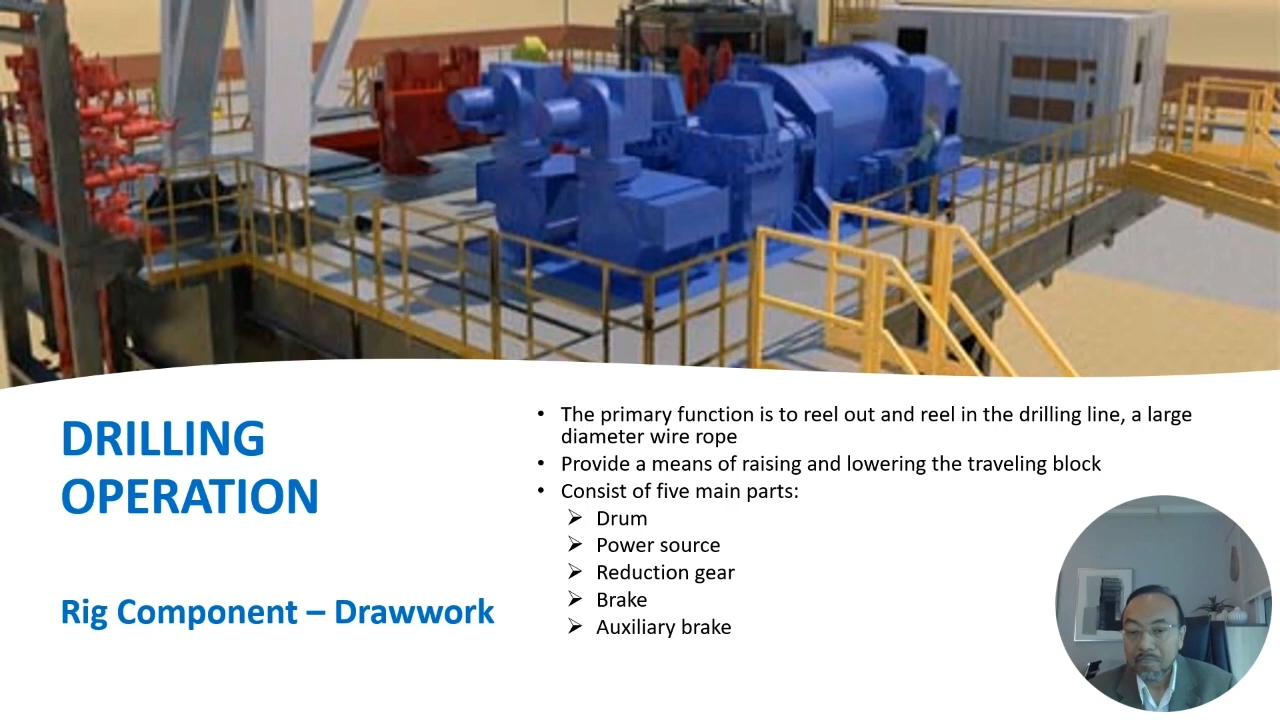 DRILLING
OPERATION
Rig Component – Drawwork
• The primary function is to reel out and reel in the drilling line, a large
diameter wire rope
• Provide a means of raising and lowering the traveling block
• Consist of five main parts:
➢ Drum
➢ Power source
➢ Reduction gear
➢ Brake
➢ Auxiliary brake